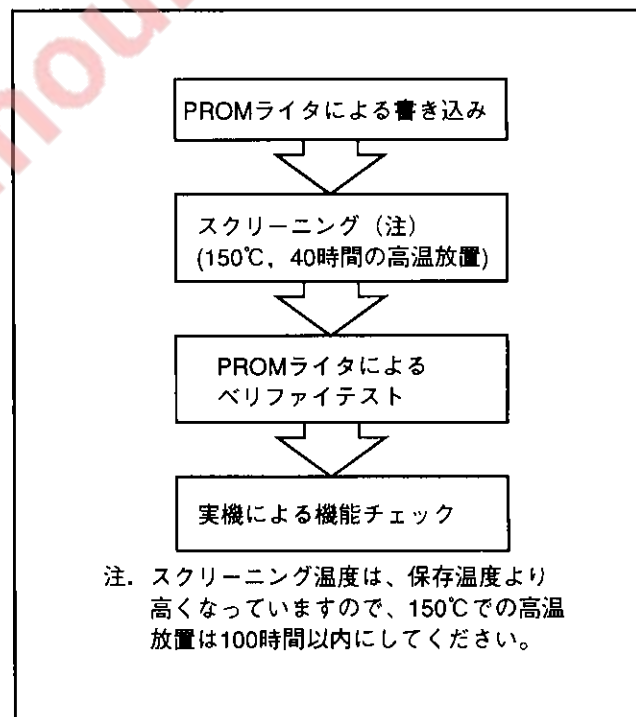 PROMライタによる書き込み
スクリーニング（注）
(150℃，40時間の高温放置)
PROMライタによる
ベリファイテスト
実機による機能チェック
注．スクリーニング温度は、保存温度より
高くなっていますので、150℃での高温
放置は100時間以内にしてください。